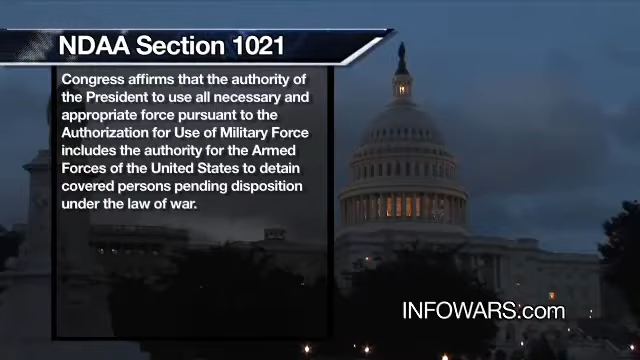 NDAA Section 1021
Congress affirms that the authority of
the President to use all necessary and
appropriate force pursuant to the
Authorization for Use of Military Force
includes the authority for the Armed
Forces of the United States to detain
covered persons pending disposition
under the law of war.
INFOWARS.com